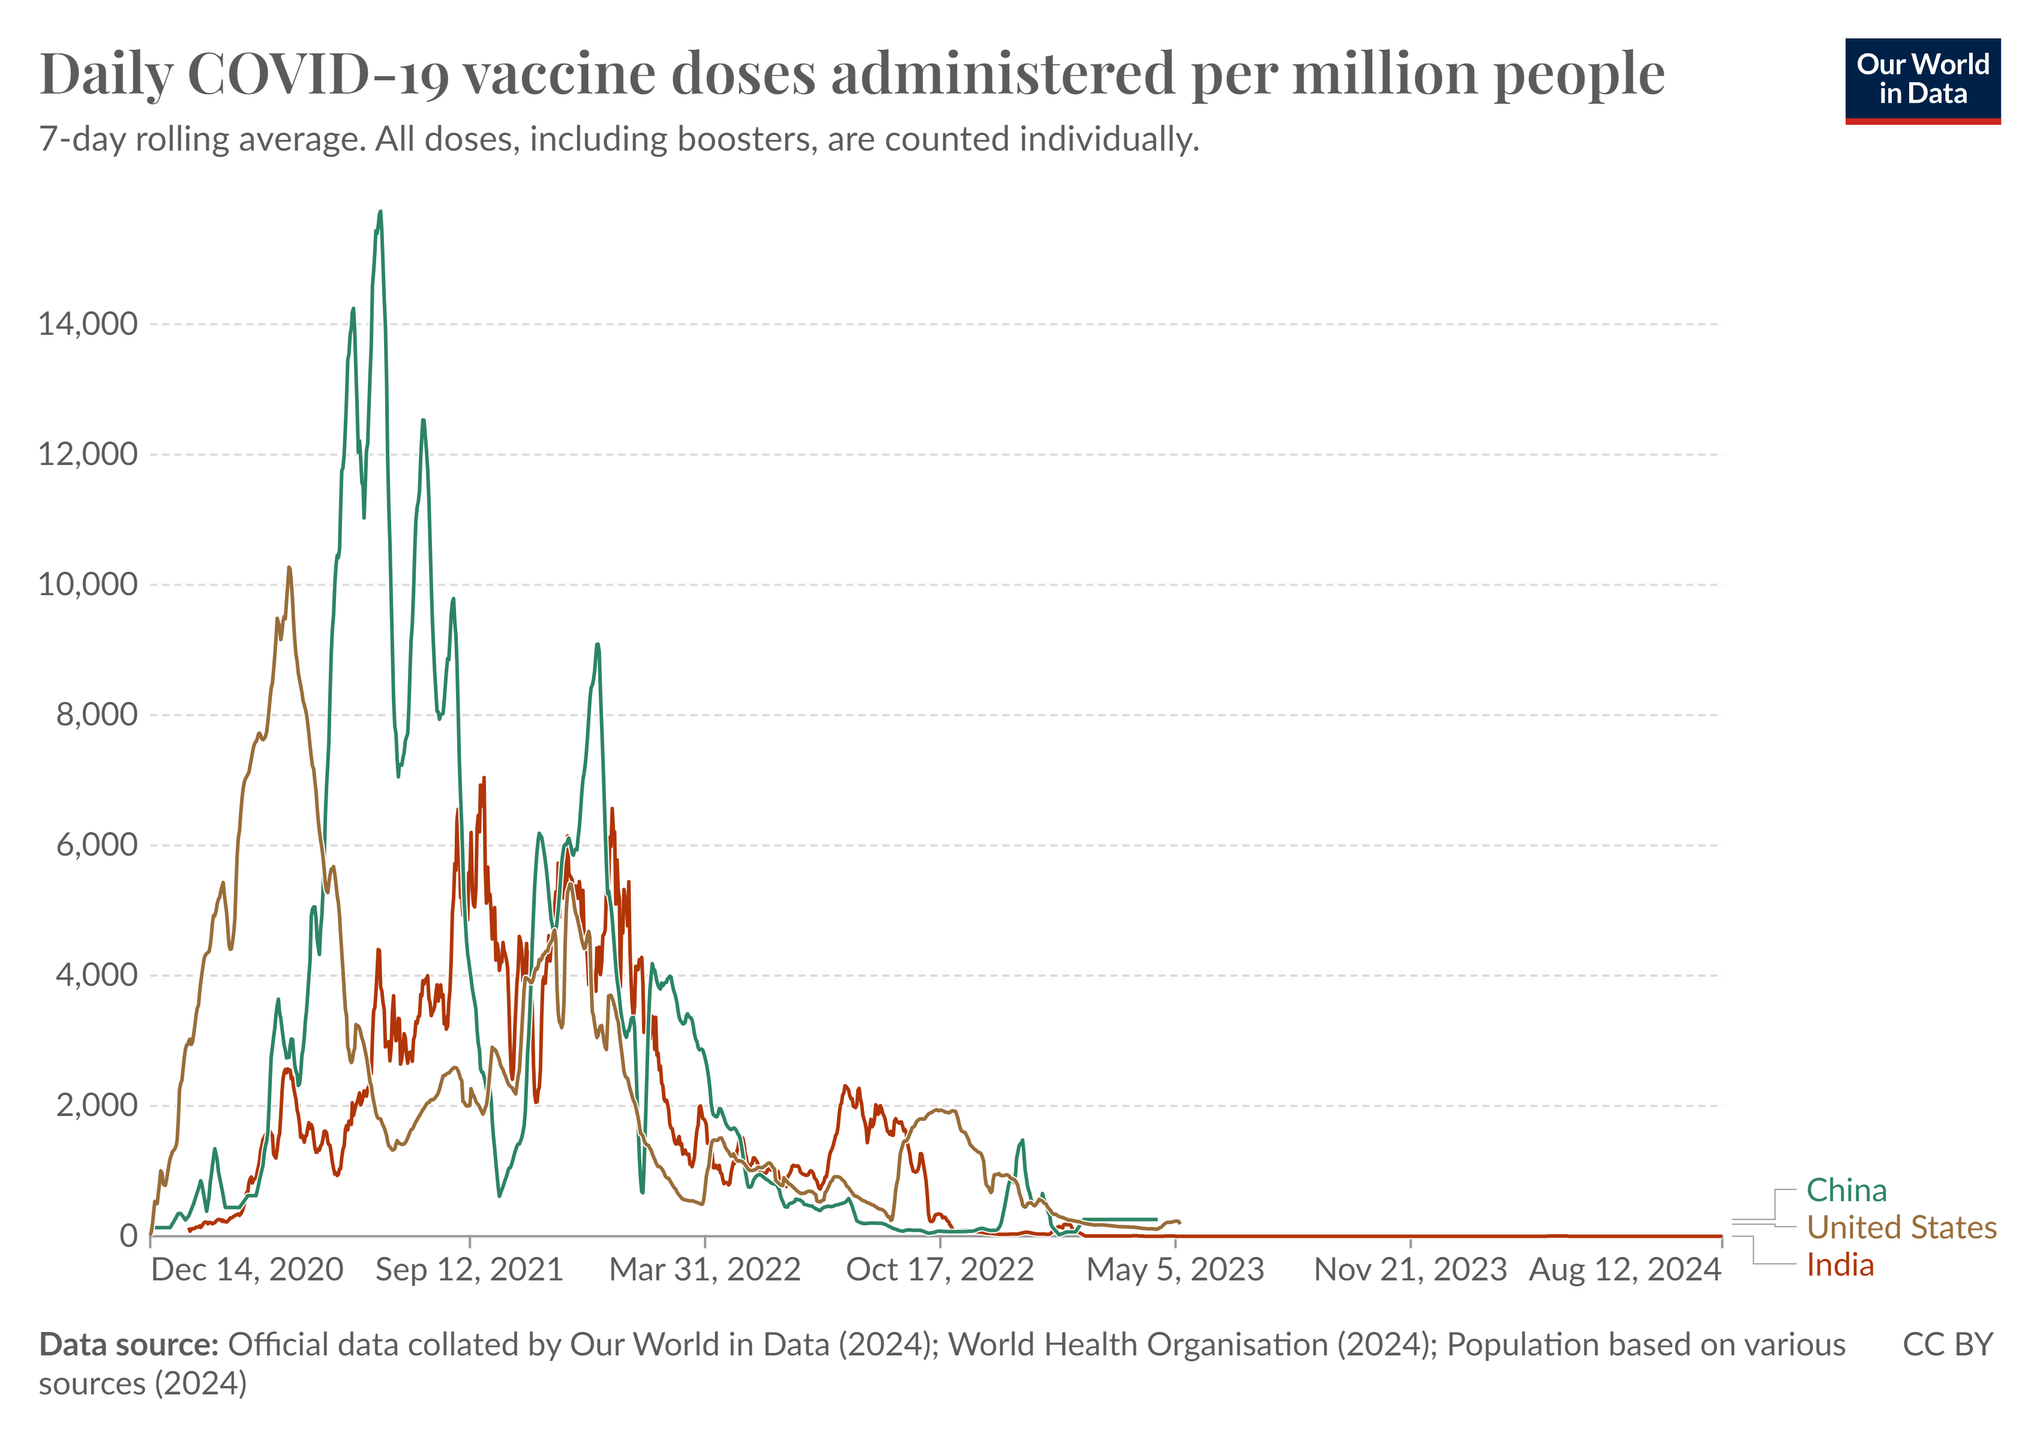 Daily COVID-19 vaccine doses administered per million people
Our World
in Data
7-day rolling average. All doses, including boosters, are counted individually.
14,000
12,000
10,000
8,000
6,000
4,000
2,000
0
China
United States
India
Dec 14, 2020
Sep 12, 2021
Mar 31, 2022
Oct 17, 2022
May 5, 2023
Nov 21, 2023
Aug 12, 2024
Data source: Official data collated by Our World in Data (2024); World Health Organisation (2024); Population based on various
sources (2024)
CC BY